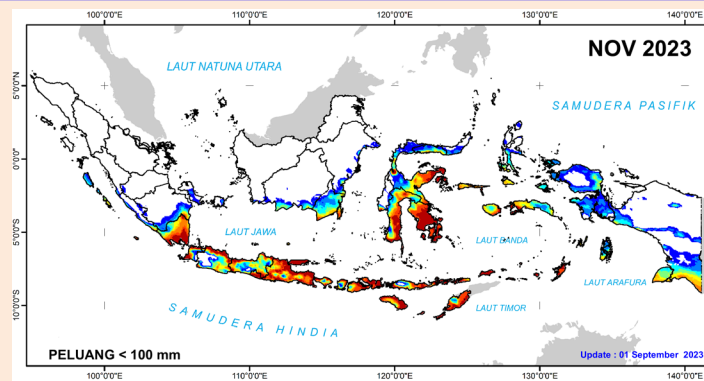 100°0'0"E 110°0'0"E 120°0'0"E 130°0'0"E 140°0'0"E
NOV 2023
LAUT NATUNA UTARA
5°0'0"N
SAMUDERA PASIFIK
0°0'0"
LAUT JAWA
LAUT BANDA
5°0'0"S
LAUT ARAFURA
SAMUDERA HINDIA
LAUT TIMOR
10°0'0"S
PELUANG < 100 mm
Update : 01 September 2023
100°0'0"E 110°0'0"E 120°0'0"E 130°0'0"E 140°0'0"E